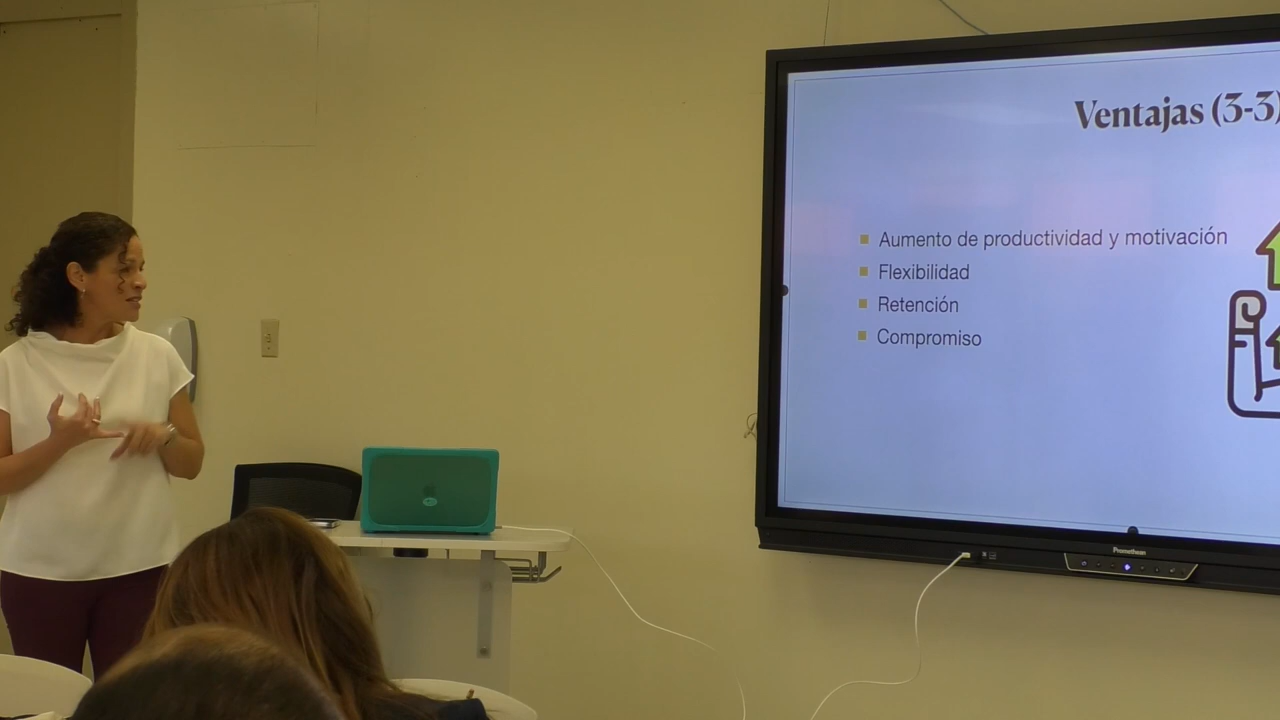 Ventajas (3-3)
Aumento de productividad y motivación
Flexibilidad
Retención
Compromiso
Promethean